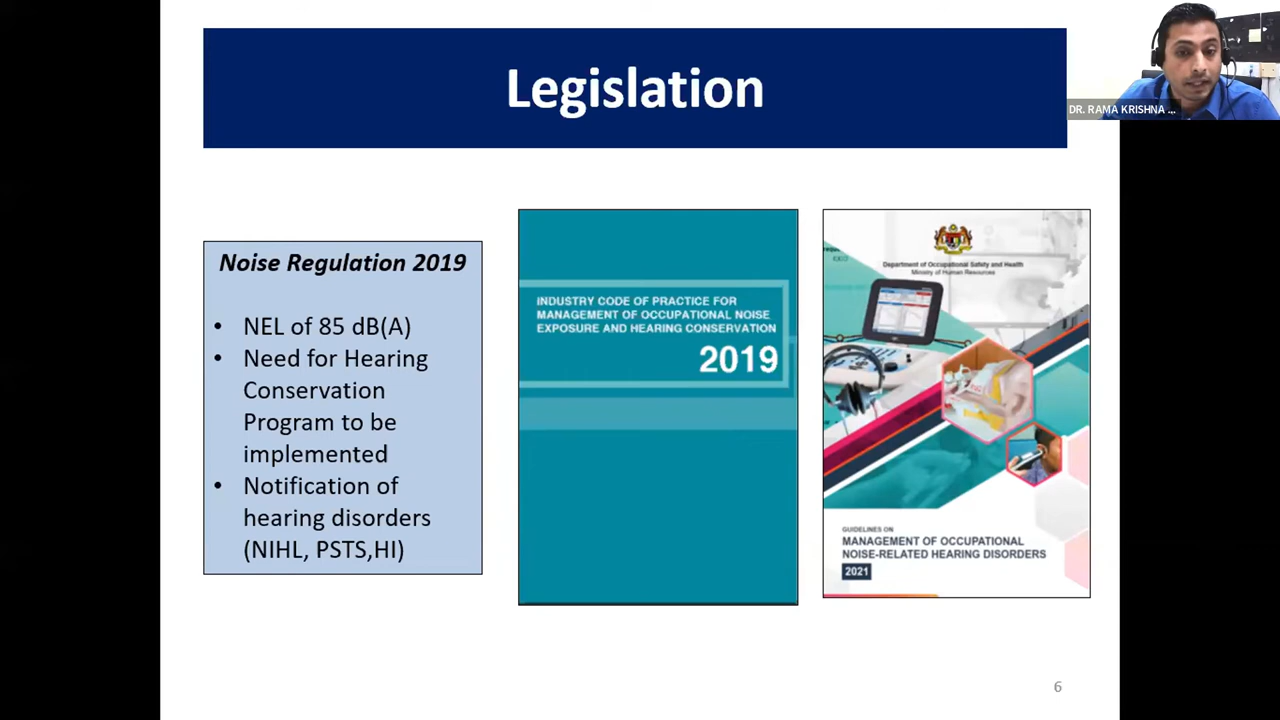 Legislation
DR. RAMA KRISHNA ...
Noise Regulation 2019
• NEL of 85 dB(A)
• Need for Hearing
Conservation
Program to be
implemented
• Notification of
hearing disorders
(NIHL, PSTS,HI)
INDUSTRY CODE OF PRACTICE FOR
MANAGEMENT OF OCCUPATIONAL NOISE
EXPOSURE AND HEARING CONSERVATION
2019
Department of Occupational Safety and Health
Ministry of Human Resources
GUIDELINES ON
MANAGEMENT OF OCCUPATIONAL
NOISE-RELATED HEARING DISORDERS
2021
6